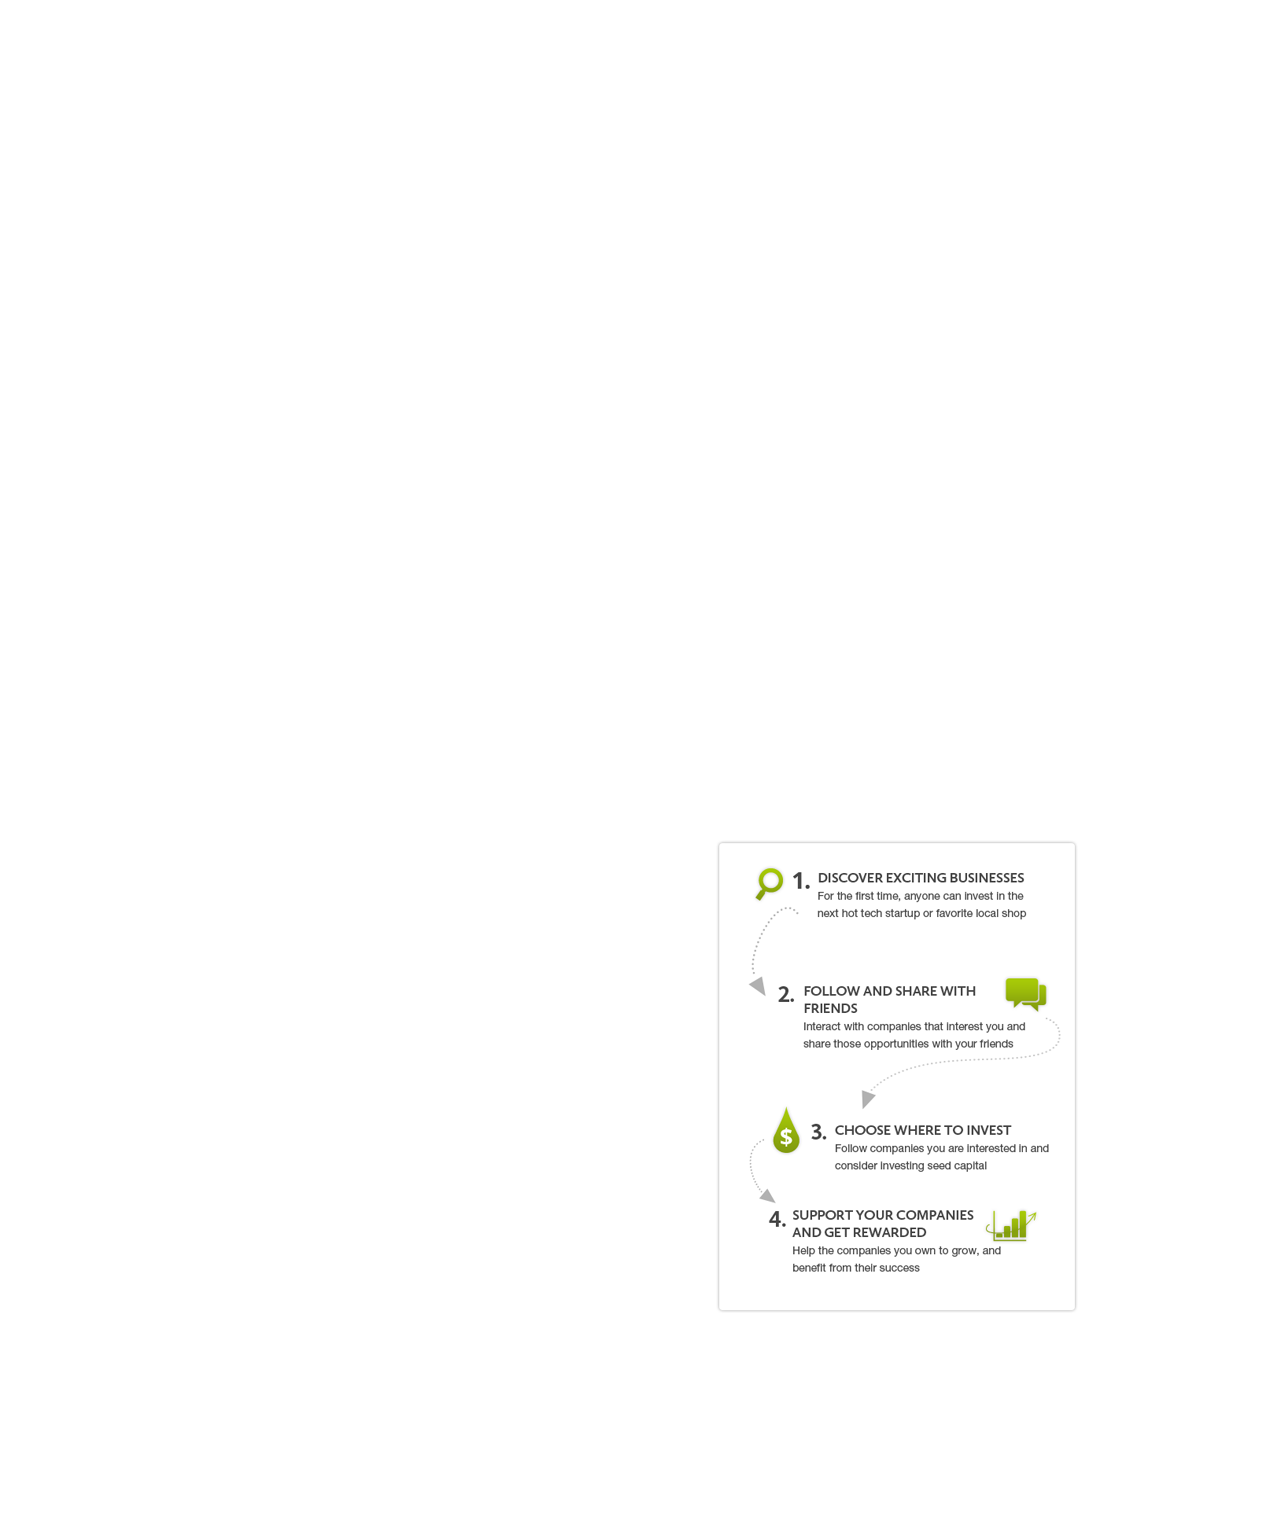 1. DISCOVER EXCITING BUSINESSES
For the first time, anyone can invest in the
next hot tech startup or favorite local shop
2. FOLLOW AND SHARE WITH
FRIENDS
Interact with companies that interest you and
share those opportunities with your friends
$
3. CHOOSE WHERE TO INVEST
Follow companies you are interested in and
consider investing seed capital
4. SUPPORT YOUR COMPANIES
AND GET REWARDED
Help the companies you own to grow, and
benefit from their success